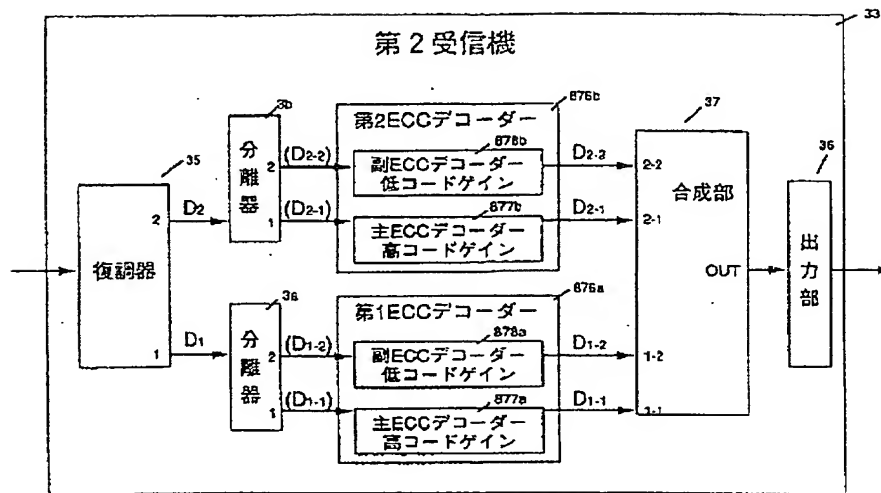 33
第2受信機
876b
37
3b
第2ECCデコーダー
878b
分離器
2
(D2-2)
副ECCデコーダー
低コードゲイン
D2-3
2-2
合成部
36
35
D2
2
(D2-1)
1
877b
主ECCデコーダー
高コードゲイン
D2-1
2-1
復調器
OUT
出力部
876a
3a
第1ECCデコーダー
878a
D1
1
分離器
2
(D1-2)
副ECCデコーダー
低コードゲイン
D1-2
1-2
877a
(D1-1)
1
主ECCデコーダー
高コードゲイン
D1-1
1-1